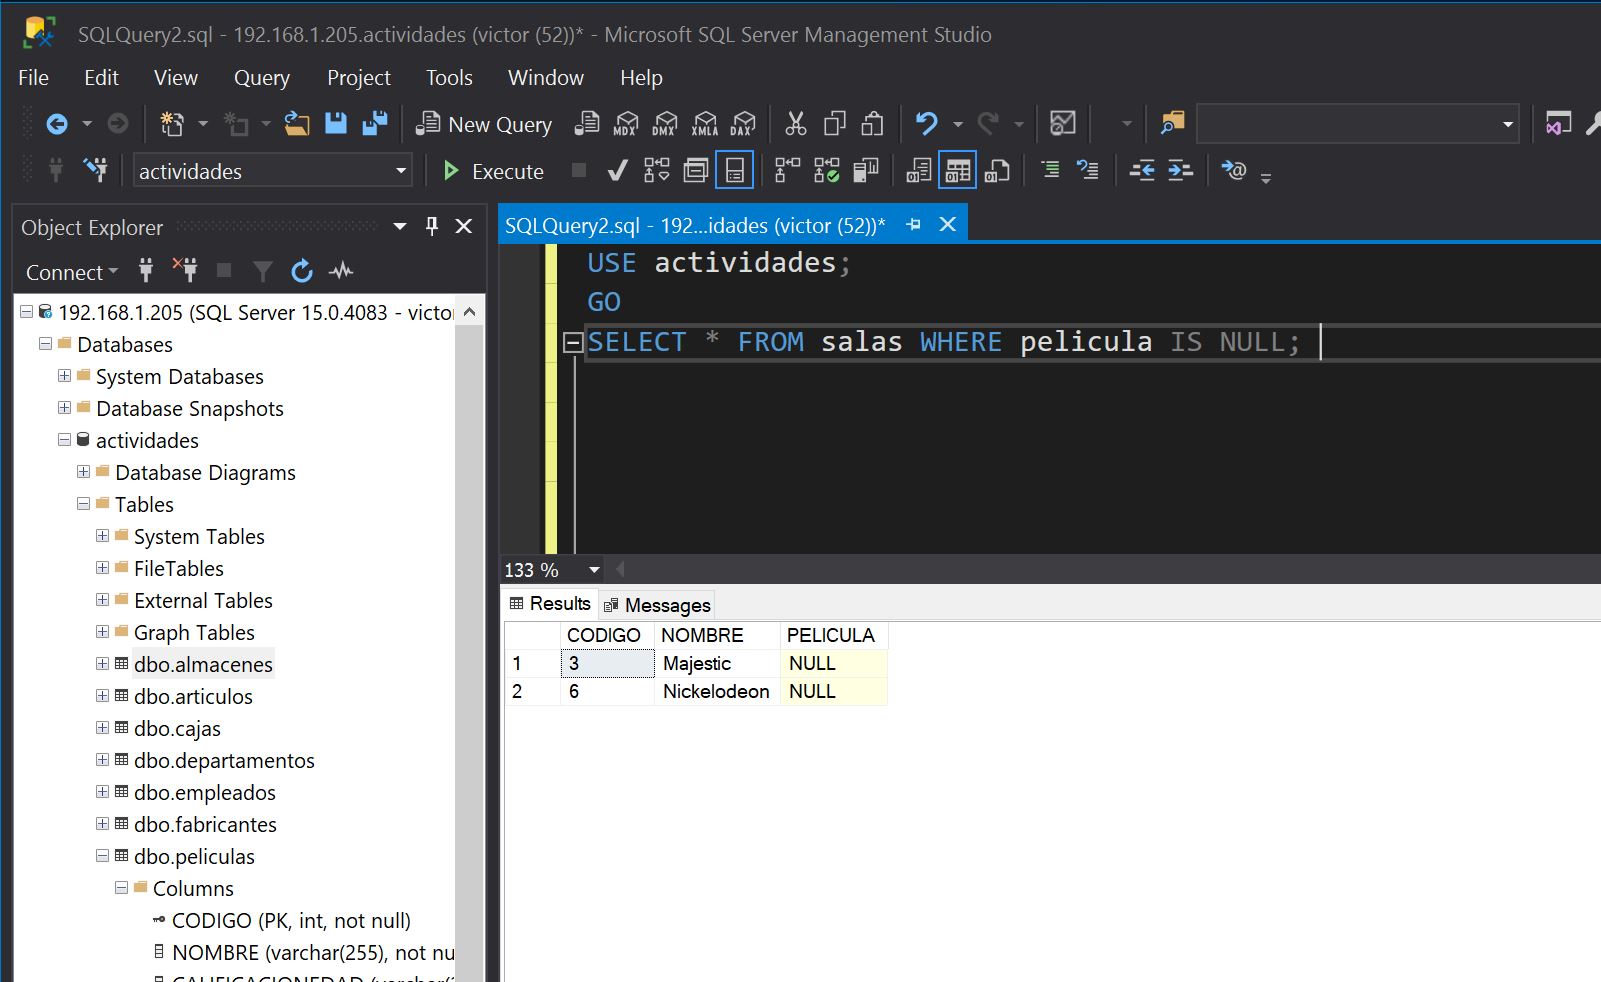 SQLQuery2.sql - 192.168.1.205.actividades (victor (52))* - Microsoft SQL Server Management Studio
File Edit View Query Project Tools Window Help
New Query MDX DMX XMLA DAX
actividades Execute
Object Explorer
Connect
192.168.1.205 (SQL Server 15.0.4083 - victor
Databases
System Databases
Database Snapshots
actividades
Database Diagrams
Tables
System Tables
FileTables
External Tables
Graph Tables
dbo.almacenes
dbo.articulos
dbo.cajas
dbo.departamentos
dbo.empleados
dbo.fabricantes
dbo.peliculas
Columns
CODIGO (PK, int, not null)
NOMBRE (varchar(255), not nu
SQLQuery2.sql - 192...idades (victor (52))*
USE actividades;
GO
SELECT * FROM salas WHERE pelicula IS NULL;
133 %
Results Messages
CODIGO NOMBRE PELICULA
1 3 Majestic NULL
2 6 Nickelodeon NULL